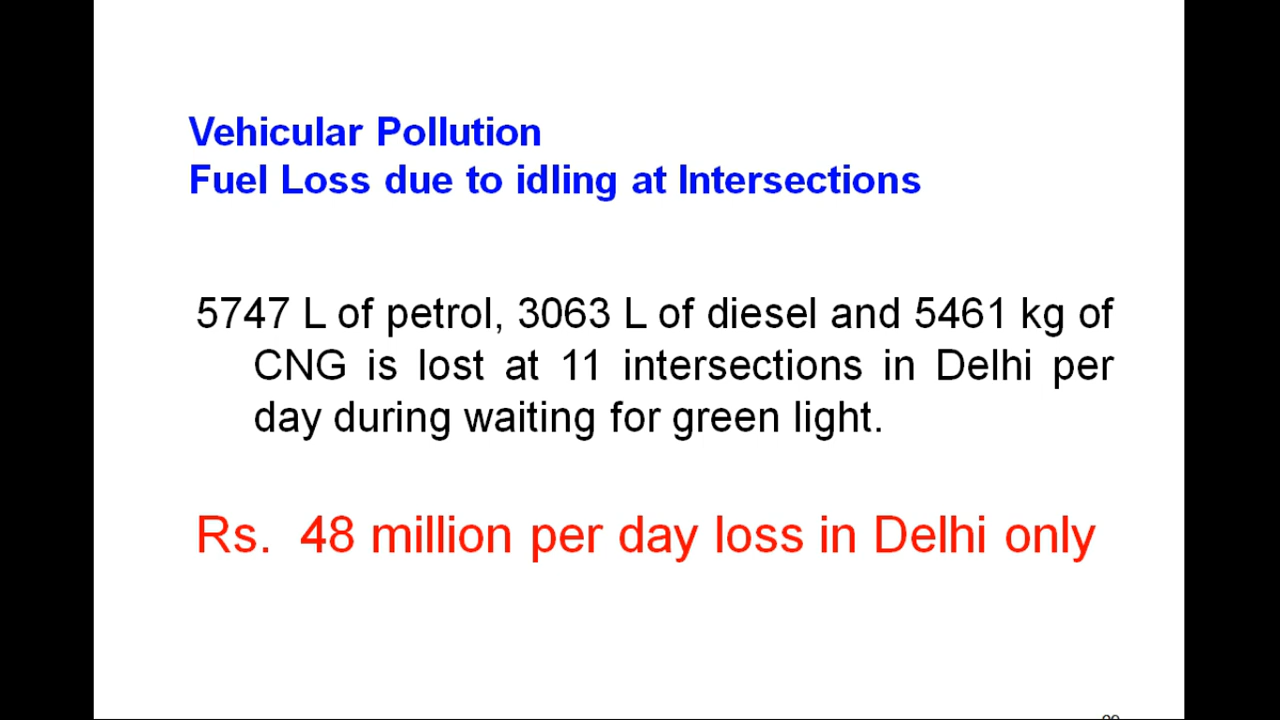 Vehicular Pollution
Fuel Loss due to idling at Intersections
5747 L of petrol, 3063 L of diesel and 5461 kg of
CNG is lost at 11 intersections in Delhi per
day during waiting for green light.
Rs. 48 million per day loss in Delhi only